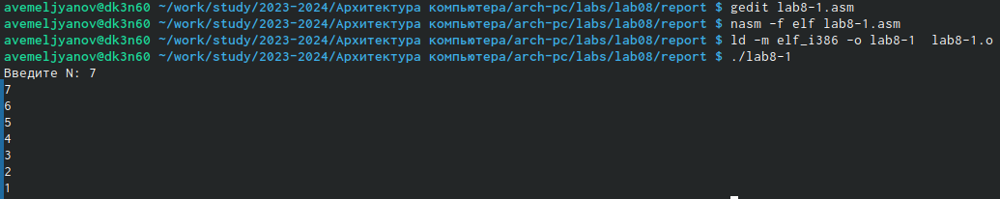 avemeljyanov@dk3n60 ~/work/study/2023-2024/Архитектура компьютера/arch-pc/labs/lab08/report $ gedit lab8-1.asm
avemeljyanov@dk3n60 ~/work/study/2023-2024/Архитектура компьютера/arch-pc/labs/lab08/report $ nasm -f elf lab8-1.asm
avemeljyanov@dk3n60 ~/work/study/2023-2024/Архитектура компьютера/arch-pc/labs/lab08/report $ ld -m elf_i386 -o lab8-1  lab8-1.o
avemeljyanov@dk3n60 ~/work/study/2023-2024/Архитектура компьютера/arch-pc/labs/lab08/report $ ./lab8-1
Введите N: 7
7
6
5
4
3
2
1